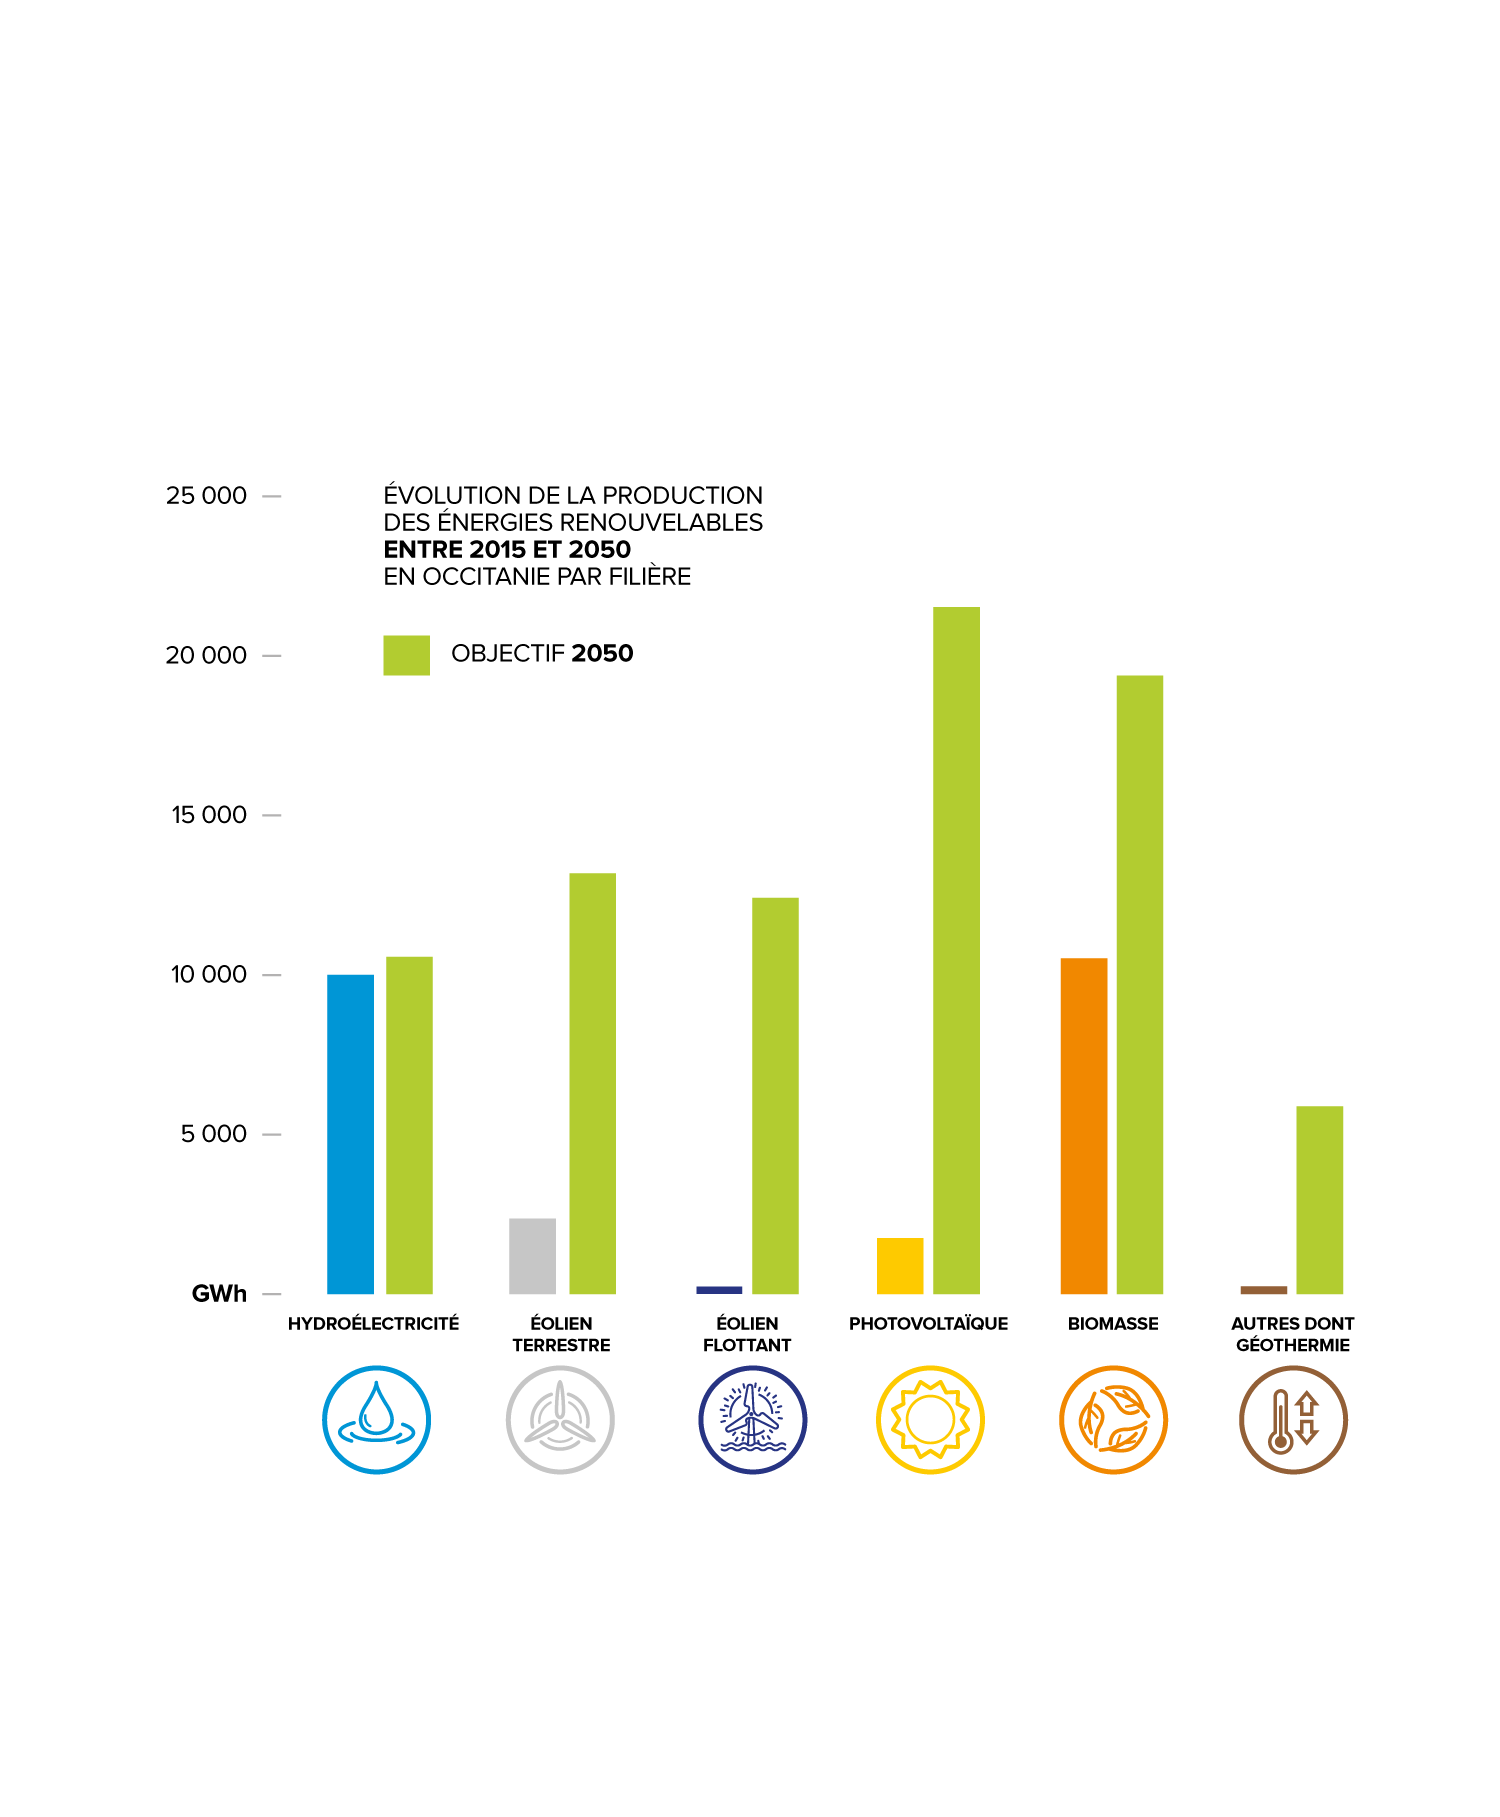 ÉVOLUTION DE LA PRODUCTION
DES ÉNERGIES RENOUVELABLES
ENTRE 2015 ET 2050
EN OCCITANIE PAR FILIÈRE
OBJECTIF 2050
25 000
20 000
15 000
10 000
5 000
GWh
HYDROÉLECTRICITÉ
ÉOLIEN
TERRESTRE
ÉOLIEN
FLOTTANT
PHOTOVOLTAÏQUE
BIOMASSE
AUTRES DONT
GÉOTHERMIE